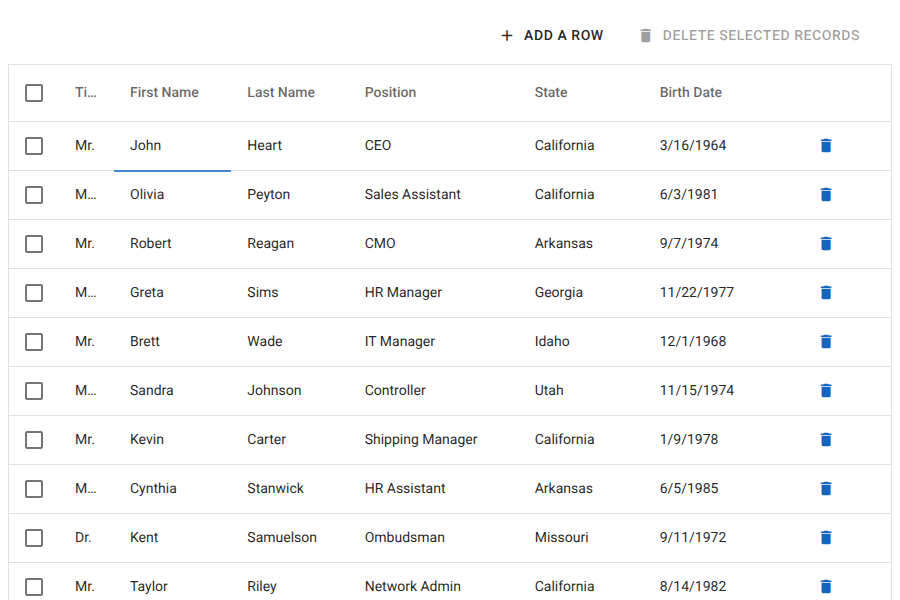 ADD A ROW DELETE SELECTED RECORDS
Ti... First Name Last Name Position State Birth Date
Mr. John Heart CEO California 3/16/1964
M... Olivia Peyton Sales Assistant California 6/3/1981
Mr. Robert Reagan CMO Arkansas 9/7/1974
M... Greta Sims HR Manager Georgia 11/22/1977
Mr. Brett Wade IT Manager Idaho 12/1/1968
M... Sandra Johnson Controller Utah 11/15/1974
Mr. Kevin Carter Shipping Manager California 1/9/1978
M... Cynthia Stanwick HR Assistant Arkansas 6/5/1985
Dr. Kent Samuelson Ombudsman Missouri 9/11/1972
Mr. Taylor Riley Network Admin California 8/14/1982